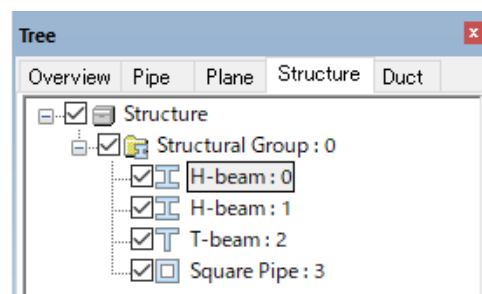 Tree
Overview Pipe Plane Structure Duct
Structure
Structural Group : 0
H-beam : 0
H-beam : 1
T-beam : 2
Square Pipe : 3